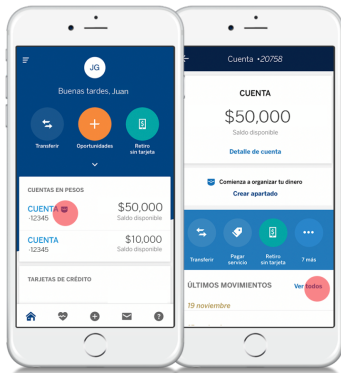 JG
Buenas tardes, Juan
Transferir
Oportunidades
Retiro
sin tarjeta
CUENTAS EN PESOS
CUENTA
$50,000
·12345
Saldo disponible
CUENTA
$10,000
·12345
Saldo disponible
TARJETAS DE CRÉDITO
Cuenta ·20758
CUENTA
$50,000
Saldo disponible
Detalle de cuenta
Comienza a organizar tu dinero
Crear apartado
Transferir
Pagar
servicio
Retiro
sin tarjeta
7 más
ÚLTIMOS MOVIMIENTOS
Ver todos
19 noviembre